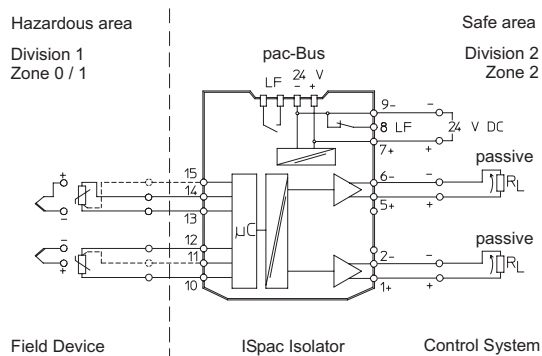 Hazardous area
Safe area
Division 1
Zone 0 / 1
pac-Bus
Division 2
Zone 2
LF 24 V
- +
9-
-
8 LF
24 V DC
7+
+
passive
15
6-
-
RL
+
14
-
13
5+
+
µC
passive
12
2-
-
RL
-
11
+
10
1+
+
Field Device
ISpac Isolator
Control System